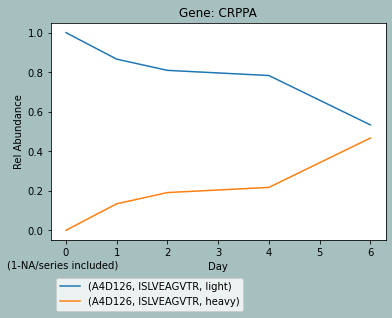 Gene: CRPPA
1.0
0.8
0.6
0.4
0.2
0.0
Rel Abundance
0 1 2 3 4 5 6
(1-NA/series included)
Day
(A4D126, ISLVEAGVTR, light)
(A4D126, ISLVEAGVTR, heavy)